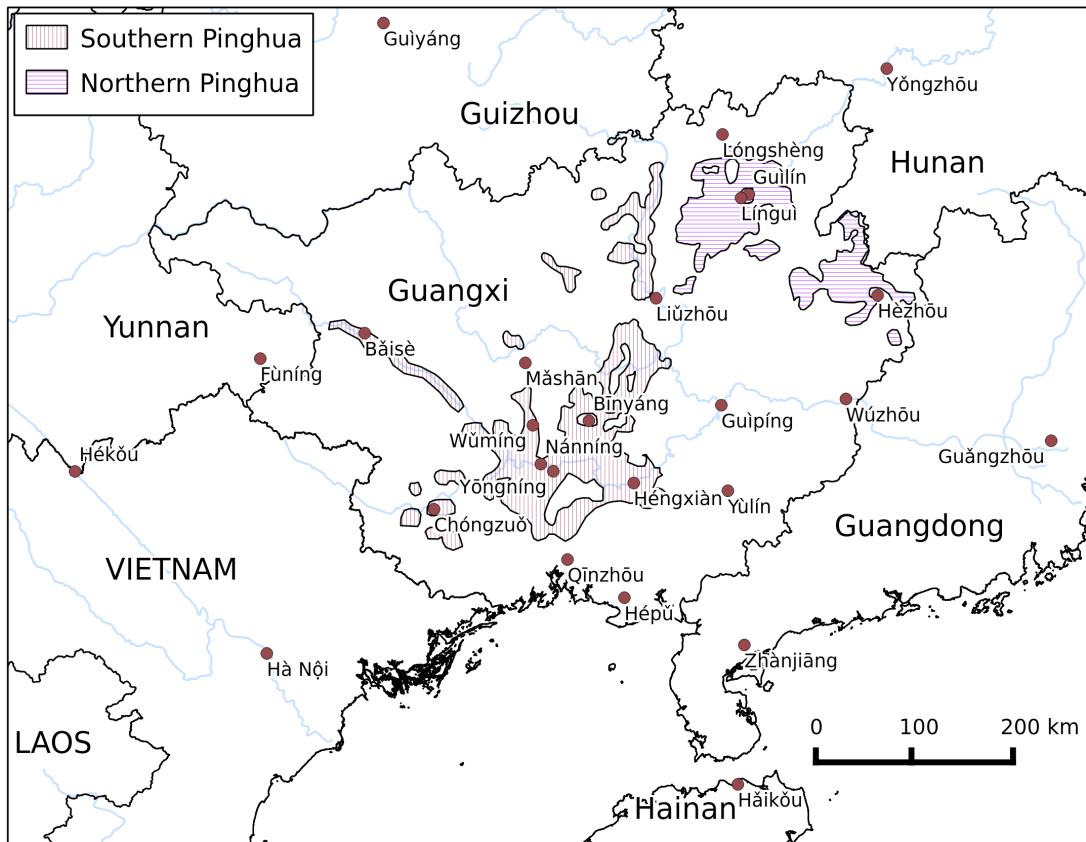 Southern Pinghua
Northern Pinghua
Guìyáng
Yǒngzhōu
Guizhou
Lóngshèng
Hunan
Guìlín
Línguì
Guangxi
Liǔzhōu
Hèzhōu
Yunnan
Bǎisè
Fùníng
Mǎshān
Bīnyáng
Guìpíng
Wúzhōu
Wǔmíng
Nánníng
Hékǒu
Guǎngzhōu
Yōngníng
Héngxiàn
Yùlín
Chóngzuǒ
Guangdong
VIETNAM
Qīnzhōu
Hépǔ
Hà Nội
Zhànjiāng
LAOS
0 100 200 km
Hǎikǒu
Hainan